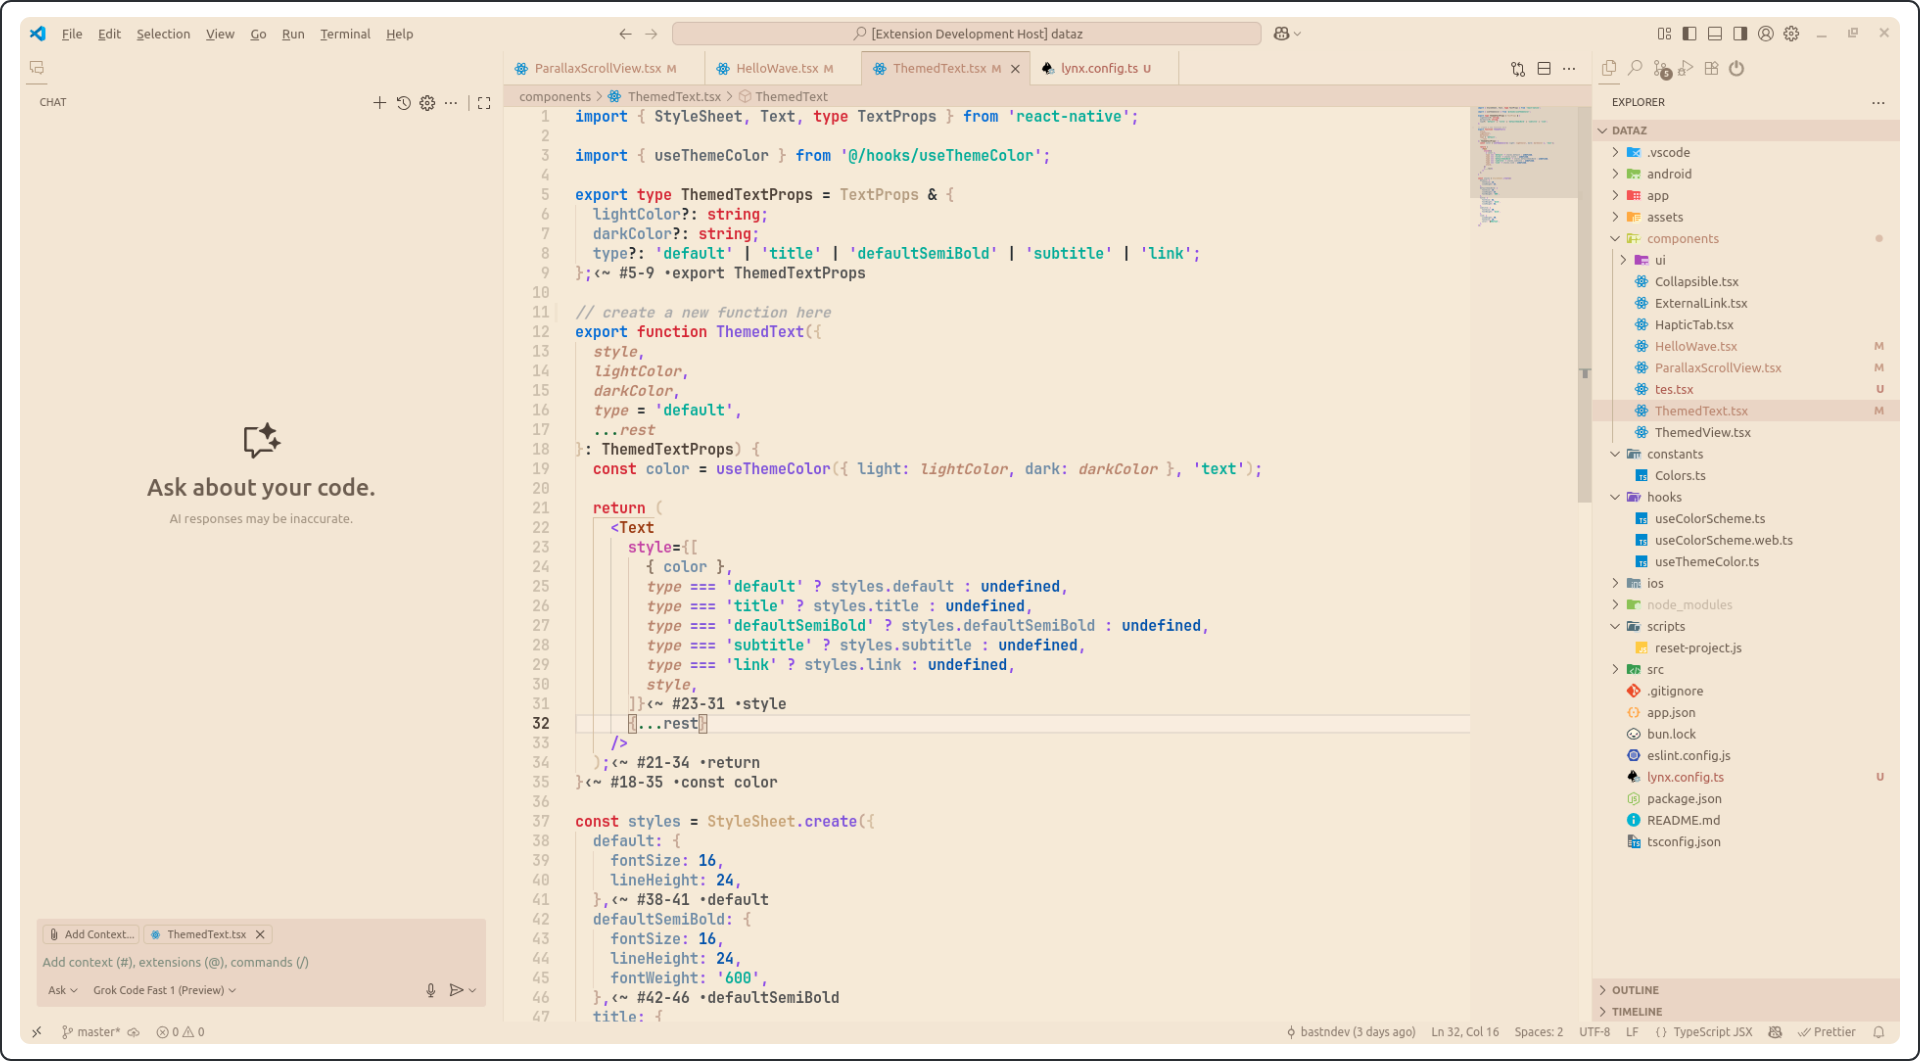 File Edit Selection View Go Run Terminal Help
[Extension Development Host] dataz
CHAT
Ask about your code.
AI responses may be inaccurate.
Add Context... ThemedText.tsx
Add context (#), extensions (@), commands (/)
Ask Grok Code Fast 1 (Preview)
ParallaxScrollView.tsx M HelloWave.tsx M ThemedText.tsx M lynx.config.ts U
components > ThemedText.tsx > ThemedText
1 import { StyleSheet, Text, type TextProps } from 'react-native';
2
3 import { useThemeColor } from '@/hooks/useThemeColor';
4
5 export type ThemedTextProps = TextProps & {
6 lightColor?: string;
7 darkColor?: string;
8 type?: 'default' | 'title' | 'defaultSemiBold' | 'subtitle' | 'link';
9 };‹~ #5-9 •export ThemedTextProps
10
11 // create a new function here
12 export function ThemedText({
13 style,
14 lightColor,
15 darkColor,
16 type = 'default',
17 ...rest
18 }: ThemedTextProps) {
19 const color = useThemeColor({ light: lightColor, dark: darkColor }, 'text');
20
21 return (
22 <Text
23 style={[
24 { color },
25 type === 'default' ? styles.default : undefined,
26 type === 'title' ? styles.title : undefined,
27 type === 'defaultSemiBold' ? styles.defaultSemiBold : undefined,
28 type === 'subtitle' ? styles.subtitle : undefined,
29 type === 'link' ? styles.link : undefined,
30 style,
31 ]}‹~ #23-31 •style
32 {...rest}
33 />
34 );‹~ #21-34 •return
35 }‹~ #18-35 •const color
36
37 const styles = StyleSheet.create({
38 default: {
39 fontSize: 16,
40 lineHeight: 24,
41 },‹~ #38-41 •default
42 defaultSemiBold: {
43 fontSize: 16,
44 lineHeight: 24,
45 fontWeight: '600',
46 },‹~ #42-46 •defaultSemiBold
47 title: {
5
EXPLORER
DATAZ
.vscode
android
app
assets
components
ui
Collapsible.tsx
ExternalLink.tsx
HapticTab.tsx
HelloWave.tsx M
ParallaxScrollView.tsx M
tes.tsx U
ThemedText.tsx M
ThemedView.tsx
constants
Colors.ts
hooks
useColorScheme.ts
useColorScheme.web.ts
useThemeColor.ts
ios
node_modules
scripts
reset-project.js
src
.gitignore
app.json
bun.lock
eslint.config.js
lynx.config.ts U
package.json
README.md
tsconfig.json
OUTLINE
TIMELINE
master* 0 0 bastndev (3 days ago) Ln 32, Col 16 Spaces: 2 UTF-8 LF { } TypeScript JSX Prettier